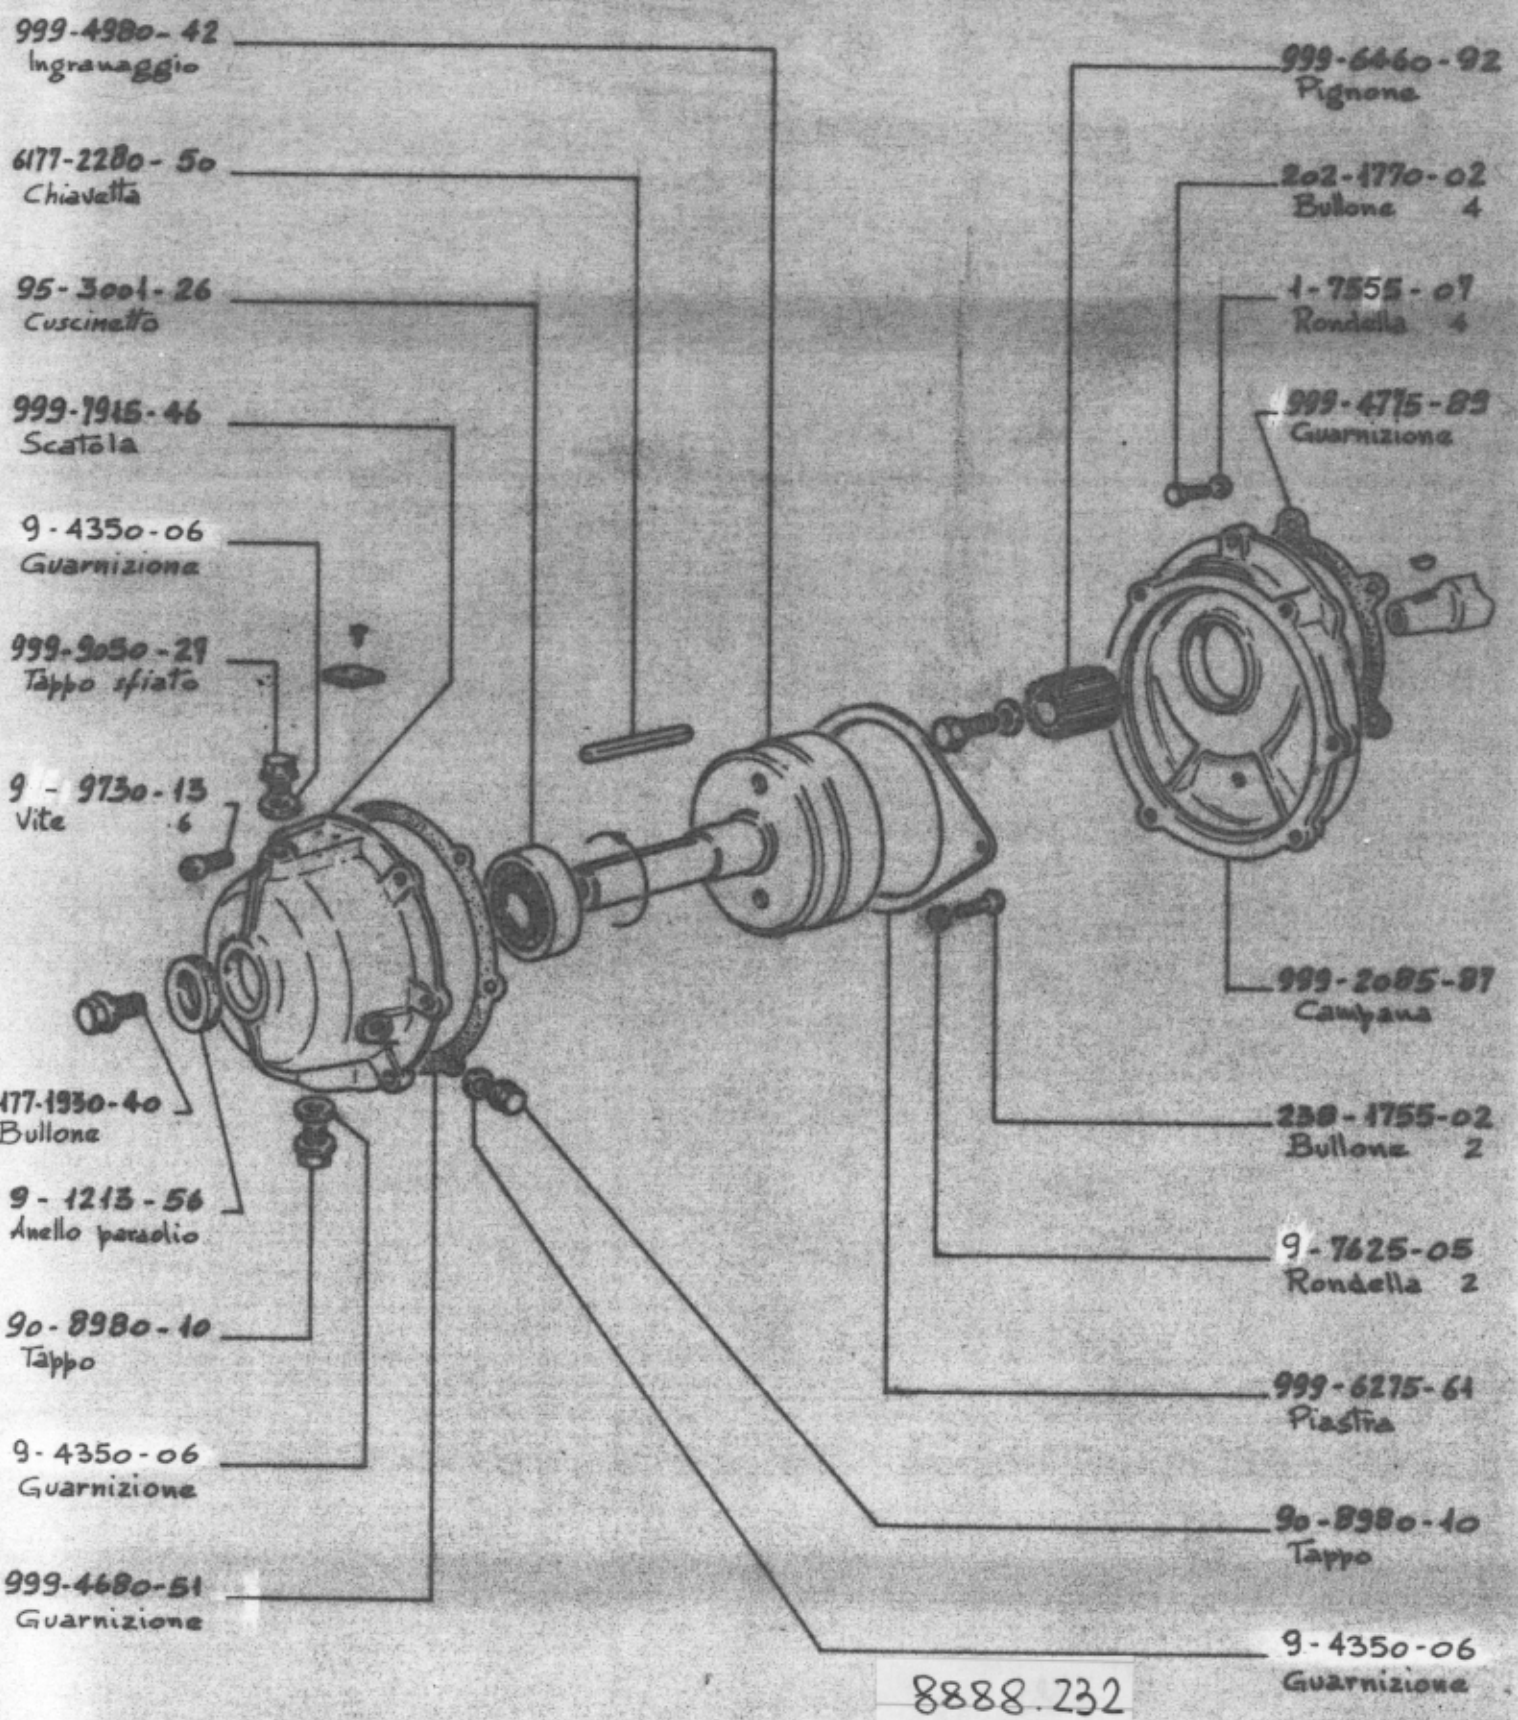 999-4980-42
Ingranaggio
6177-2280-50
Chiavetta
95-3001-26
Cuscinetto
999-7915-46
Scatola
9-4350-06
Guarnizione
999-9050-27
Tappo sfiato
9 - 9730-13
Vite 6
177-1930-40
Bullone
9-1213-56
Anello paraolio
90-8980-10
Tappo
9-4350-06
Guarnizione
999-4680-51
Guarnizione
999-6460-92
Pignone
202-1770-02
Bullone 4
1-7555-07
Rondella 4
999-4775-89
Guarnizione
999-2085-87
Campana
238-1755-02
Bullone 2
9-7625-05
Rondella 2
999-6275-61
Piastra
90-8980-10
Tappo
9-4350-06
Guarnizione
8888.232